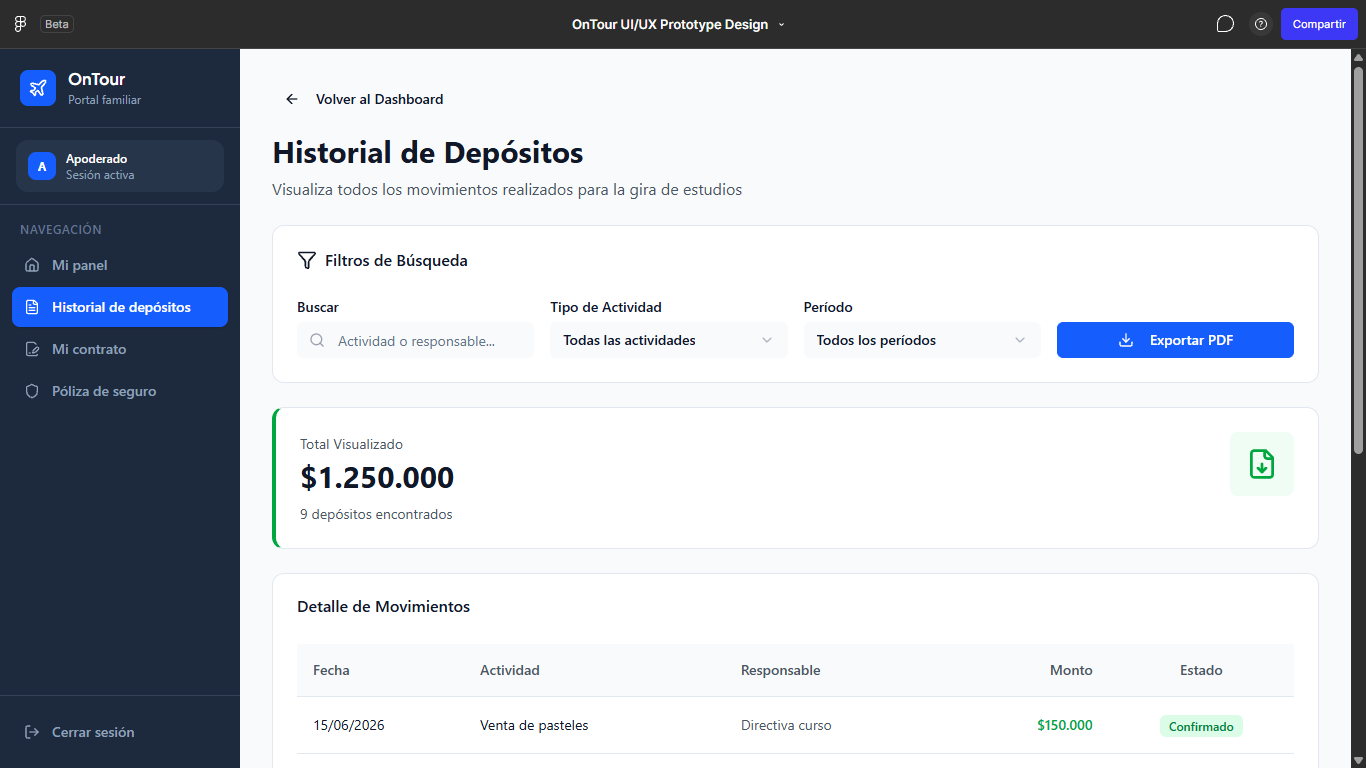 Beta
OnTour UI/UX Prototype Design
Compartir
OnTour
Portal familiar
A
Apoderado
Sesión activa
NAVEGACIÓN
Mi panel
Historial de depósitos
Mi contrato
Póliza de seguro
Cerrar sesión
Volver al Dashboard
Historial de Depósitos
Visualiza todos los movimientos realizados para la gira de estudios
Filtros de Búsqueda
Buscar
Tipo de Actividad
Período
Actividad o responsable...
Todas las actividades
Todos los períodos
Exportar PDF
Total Visualizado
$1.250.000
9 depósitos encontrados
Detalle de Movimientos
Fecha Actividad Responsable Monto Estado
15/06/2026 Venta de pasteles Directiva curso $150.000 Confirmado